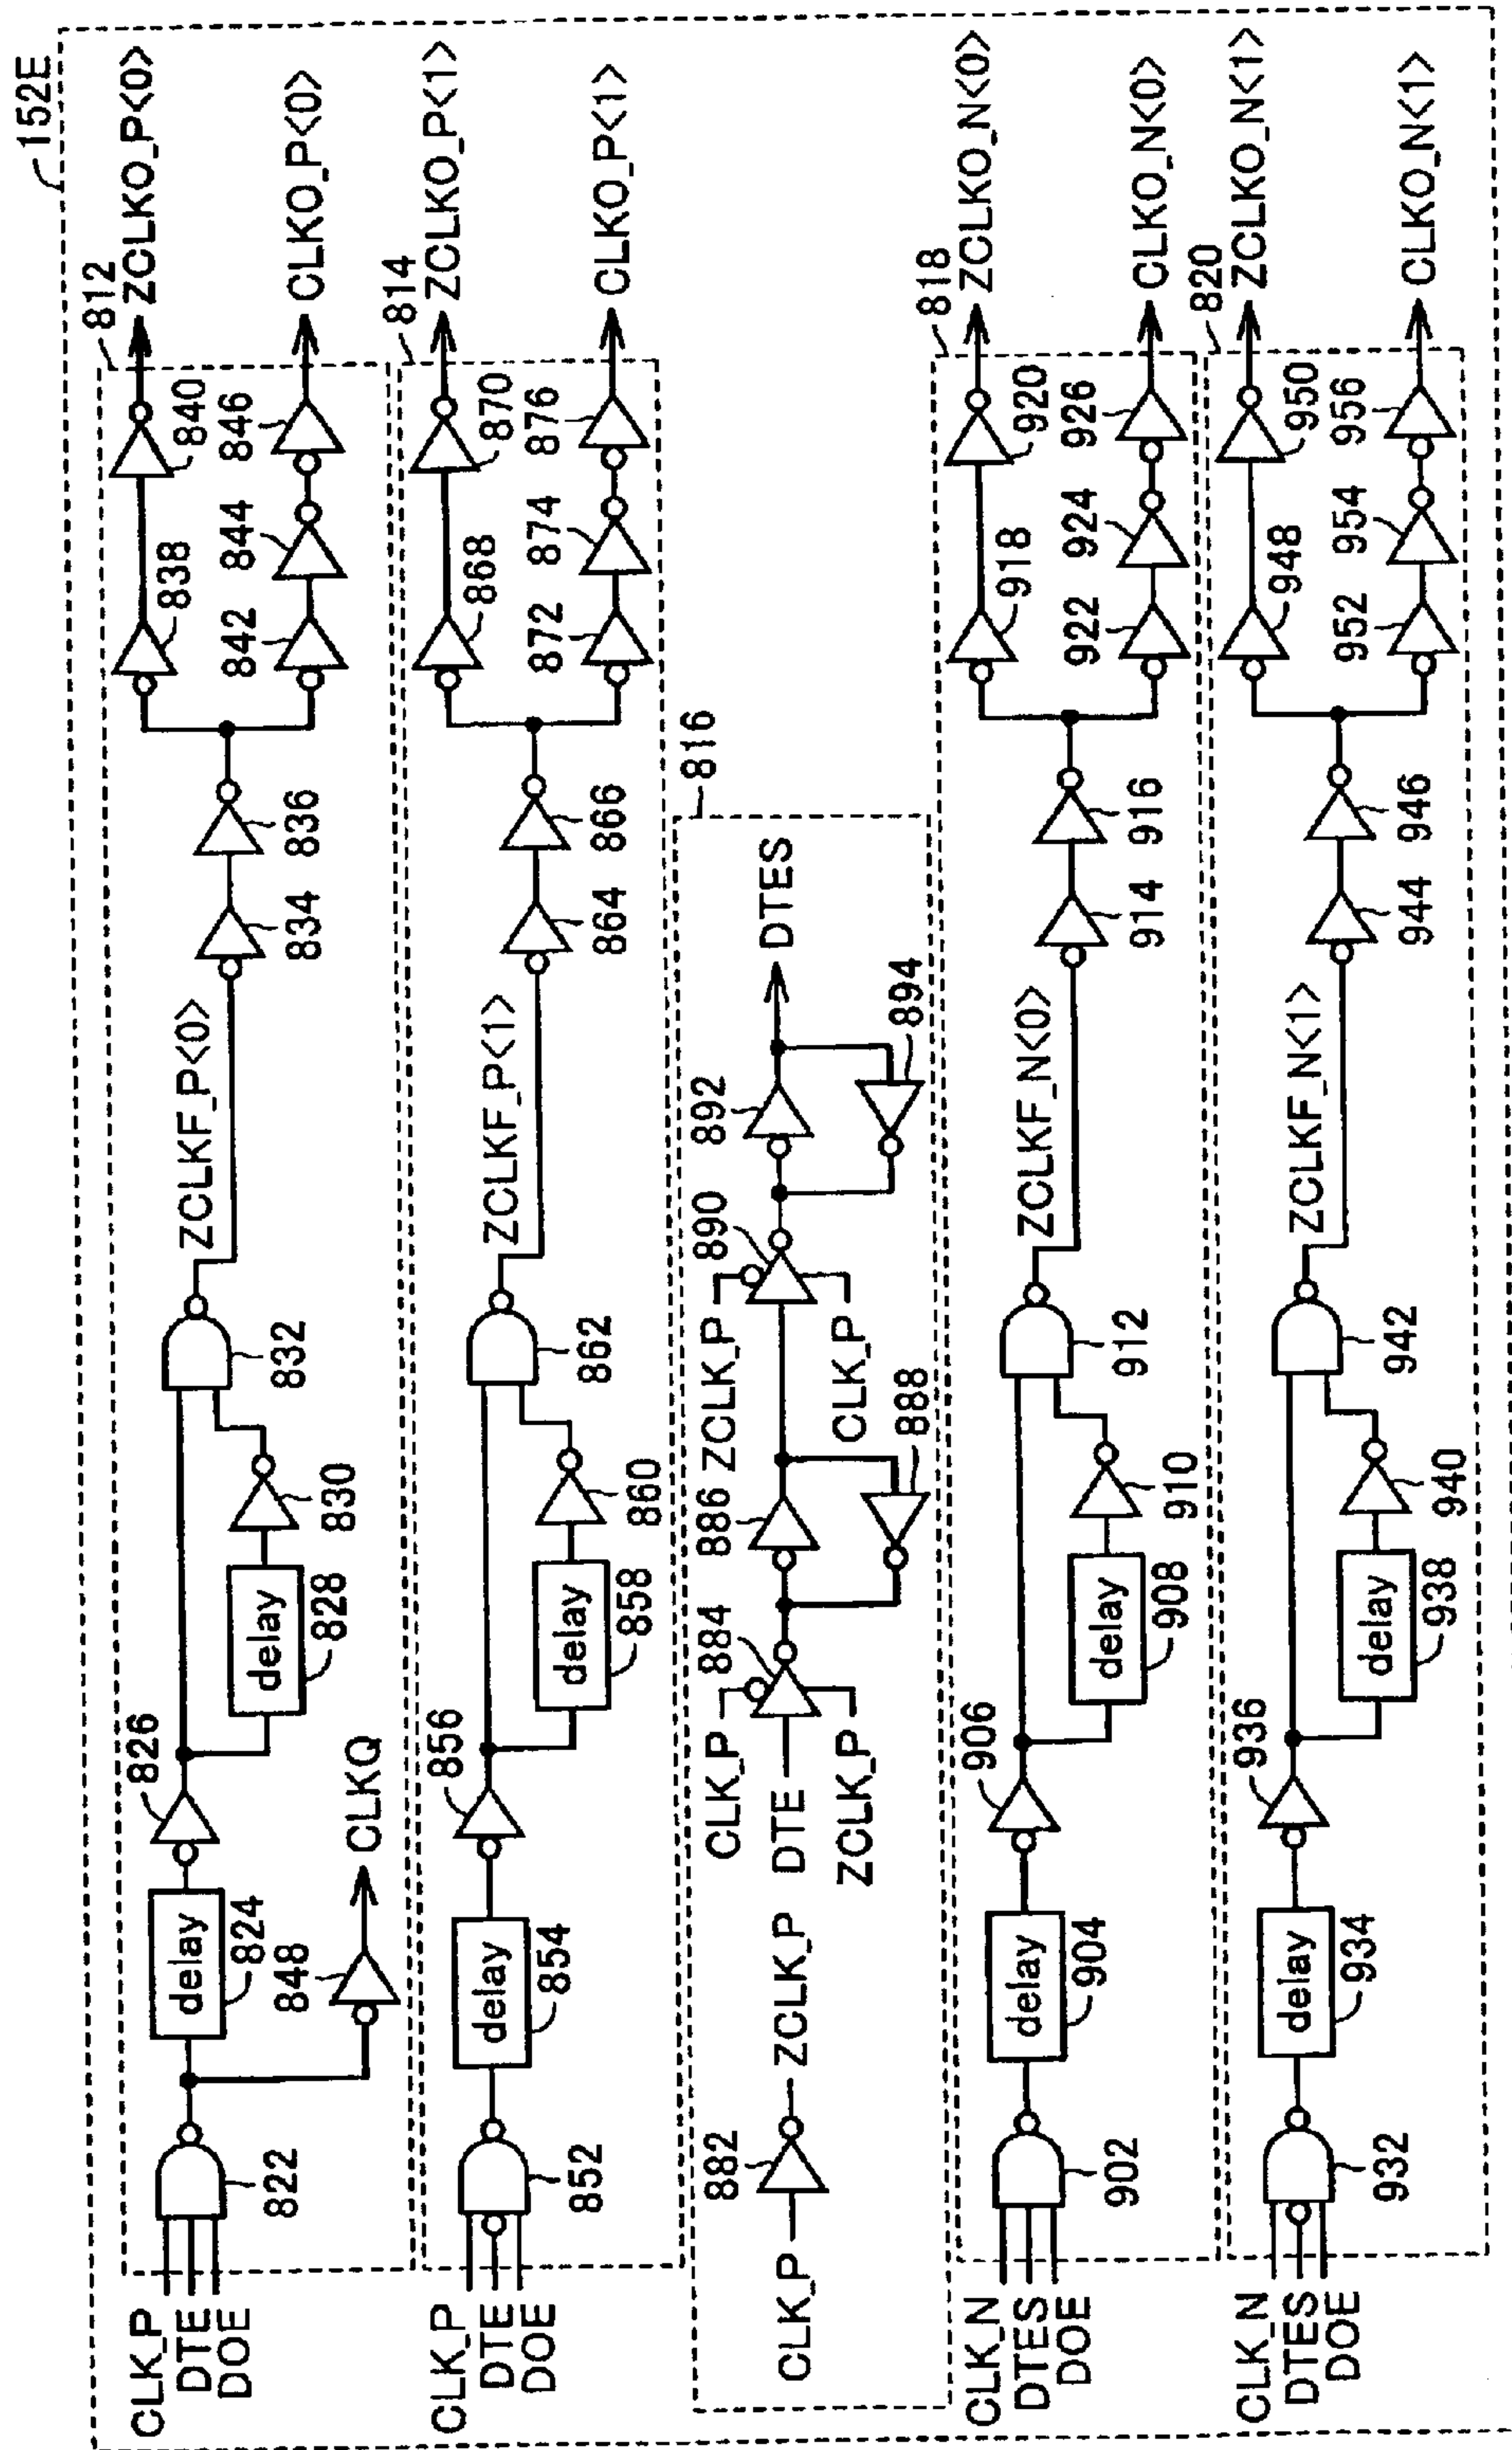 152E
812
CLK_P
DTE
DOE
822
delay
824
848
CLKQ
826
delay
828
830
832
ZCLKF_P<0>
834
836
838
840
842
844
846
ZCLKO_P<0>
CLKO_P<0>
814
CLK_P
DTE
DOE
852
delay
854
856
delay
858
860
862
ZCLKF_P<1>
864
866
868
870
872
874
876
ZCLKO_P<1>
CLKO_P<1>
816
CLK_P
882
ZCLK_P
CLK_P
DTE
ZCLK_P
884
886
888
ZCLK_P
CLK_P
890
892
894
DTES
818
CLK_N
DTES
DOE
902
delay
904
906
delay
908
910
912
ZCLKF_N<0>
914
916
918
920
922
924
926
ZCLKO_N<0>
CLKO_N<0>
820
CLK_N
DTES
DOE
932
delay
934
936
delay
938
940
942
ZCLKF_N<1>
944
946
948
950
952
954
956
ZCLKO_N<1>
CLKO_N<1>